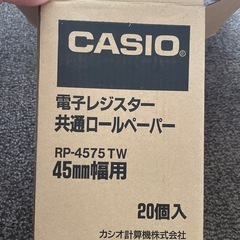 CASIO®
電子レジスター
共通ロールペーパー
RP-4575TW
45mm幅用
20個入
カシオ計算機株式会社